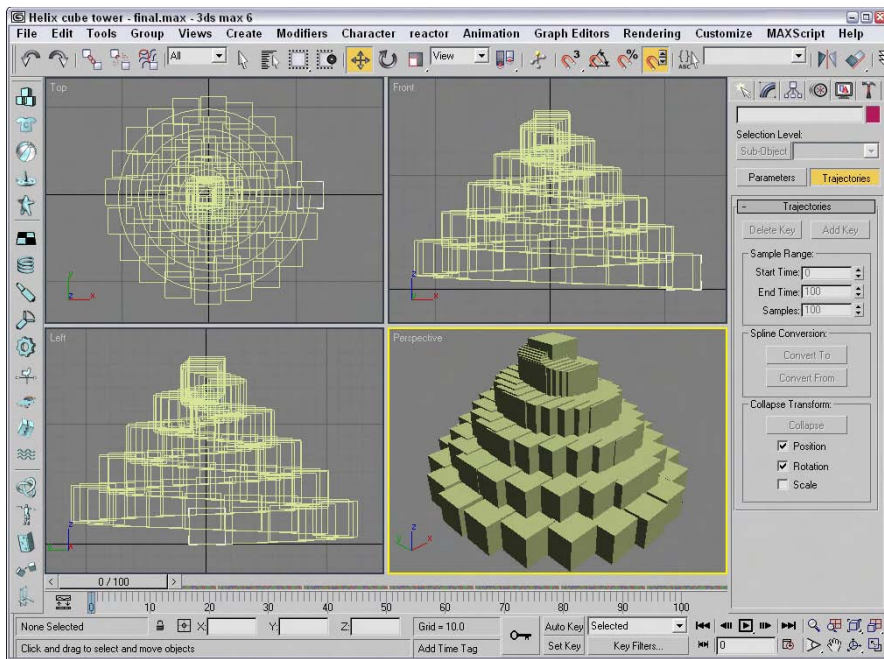 Helix cube tower - final.max - 3ds max 6
File Edit Tools Group Views Create Modifiers Character reactor Animation Graph Editors Rendering Customize MAXScript Help
All
View
3
%
ABC
Top
Front
Left
Perspective
y
z
x
z
y
x
z
x
y
z
y
x
Selection Level:
Sub-Object
Parameters Trajectories
- Trajectories
Delete Key Add Key
Sample Range:
Start Time: 0
End Time: 100
Samples: 100
Spline Conversion:
Convert To
Convert From
Collapse Transform:
Collapse
Position
Rotation
Scale
< 0 / 100 >
0 10 20 30 40 50 60 70 80 90 100
None Selected X: Y: Z: Grid = 10.0 Auto Key Selected
Click and drag to select and move objects Add Time Tag Set Key Key Filters... 0